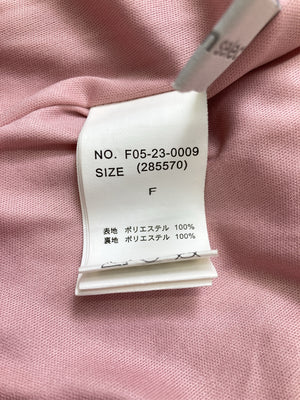 NO. F05-23-0009
SIZE (285570)
F
表地 ポリエステル 100%
裏地 ポリエステル 100%